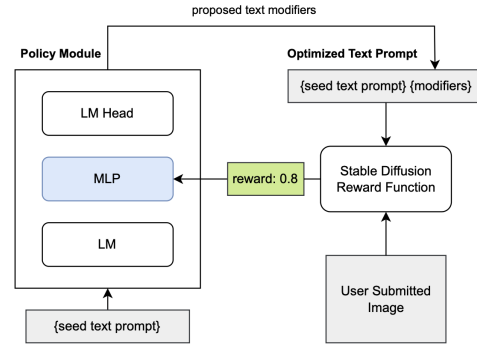 proposed text modifiers
Policy Module
Optimized Text Prompt
{seed text prompt} {modifiers}
LM Head
MLP
reward: 0.8
Stable Diffusion
Reward Function
LM
User Submitted
Image
{seed text prompt}